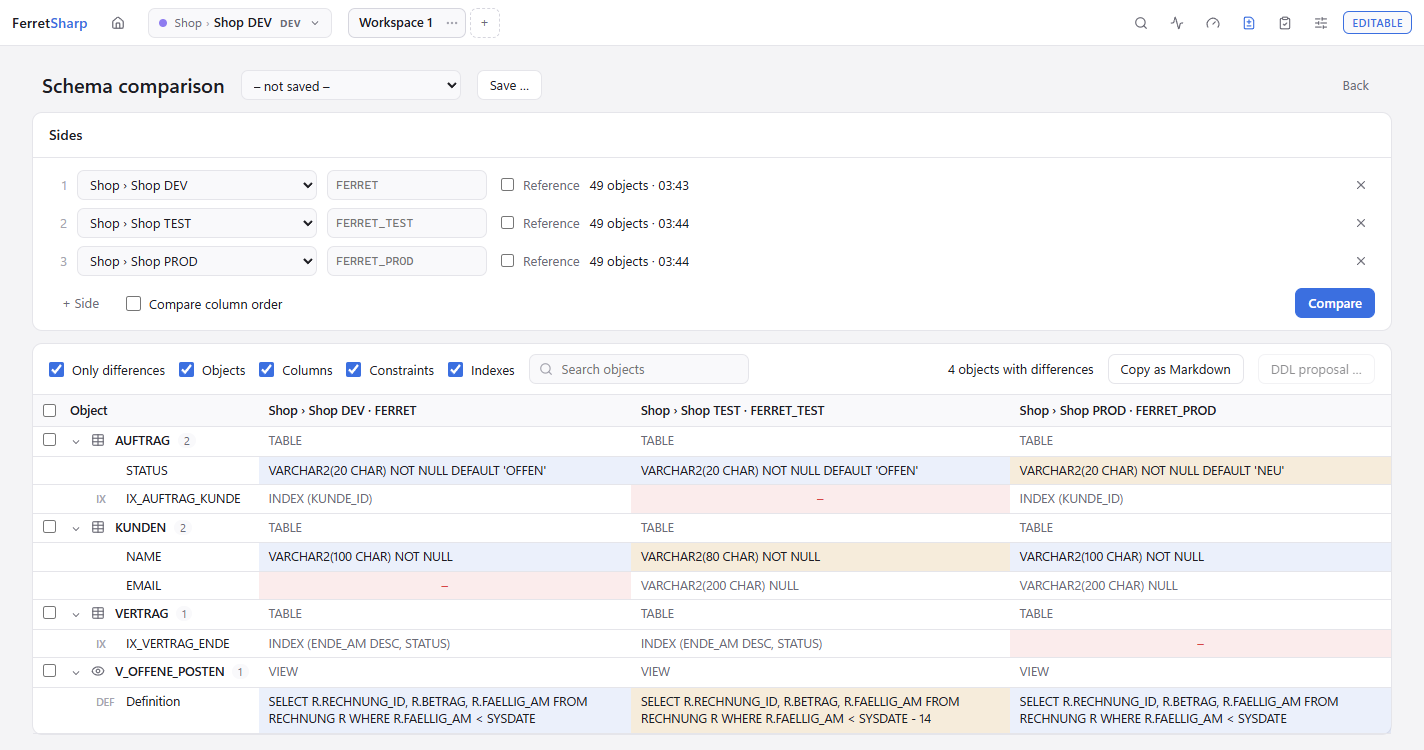 FerretSharp Shop › Shop DEV DEV Workspace 1 ··· + EDITABLE
Schema comparison – not saved – Save ... Back
Sides
1 Shop › Shop DEV FERRET Reference 49 objects · 03:43 ×
2 Shop › Shop TEST FERRET_TEST Reference 49 objects · 03:44 ×
3 Shop › Shop PROD FERRET_PROD Reference 49 objects · 03:44 ×
+ Side Compare column order Compare
Only differences Objects Columns Constraints Indexes Search objects 4 objects with differences Copy as Markdown DDL proposal ...
Object Shop › Shop DEV · FERRET Shop › Shop TEST · FERRET_TEST Shop › Shop PROD · FERRET_PROD
AUFTRAG 2 TABLE TABLE TABLE
STATUS VARCHAR2(20 CHAR) NOT NULL DEFAULT 'OFFEN' VARCHAR2(20 CHAR) NOT NULL DEFAULT 'OFFEN' VARCHAR2(20 CHAR) NOT NULL DEFAULT 'NEU'
IX IX_AUFTRAG_KUNDE INDEX (KUNDE_ID) – INDEX (KUNDE_ID)
KUNDEN 2 TABLE TABLE TABLE
NAME VARCHAR2(100 CHAR) NOT NULL VARCHAR2(80 CHAR) NOT NULL VARCHAR2(100 CHAR) NOT NULL
EMAIL – VARCHAR2(200 CHAR) NULL VARCHAR2(200 CHAR) NULL
VERTRAG 1 TABLE TABLE TABLE
IX IX_VERTRAG_ENDE INDEX (ENDE_AM DESC, STATUS) INDEX (ENDE_AM DESC, STATUS) –
V_OFFENE_POSTEN 1 VIEW VIEW VIEW
DEF Definition SELECT R.RECHNUNG_ID, R.BETRAG, R.FAELLIG_AM FROM SELECT R.RECHNUNG_ID, R.BETRAG, R.FAELLIG_AM FROM SELECT R.RECHNUNG_ID, R.BETRAG, R.FAELLIG_AM FROM
RECHNUNG R WHERE R.FAELLIG_AM < SYSDATE RECHNUNG R WHERE R.FAELLIG_AM < SYSDATE - 14 RECHNUNG R WHERE R.FAELLIG_AM < SYSDATE